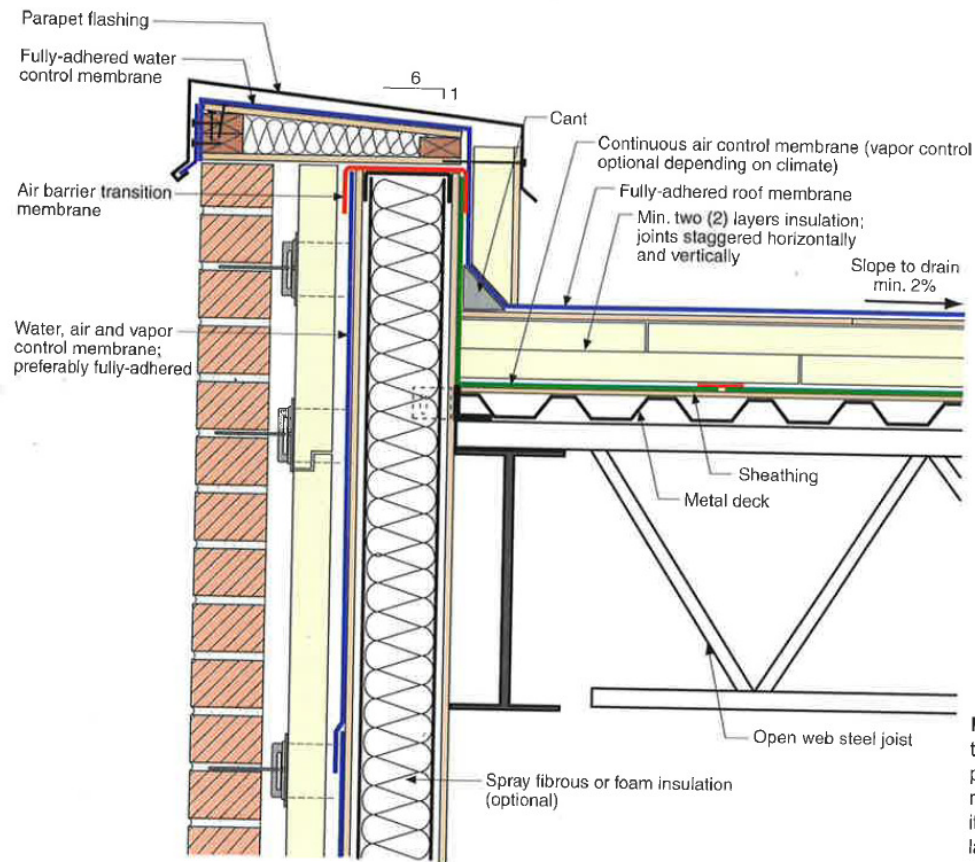 Parapet flashing
Fully-adhered water
control membrane
6
1
Cant
Continuous air control membrane (vapor control
optional depending on climate)
Air barrier transition
membrane
Fully-adhered roof membrane
Min. two (2) layers insulation;
joints staggered horizontally
and vertically
Slope to drain
min. 2%
Water, air and vapor
control membrane;
preferably fully-adhered
Sheathing
Metal deck
Open web steel joist
Spray fibrous or foam insulation
(optional)